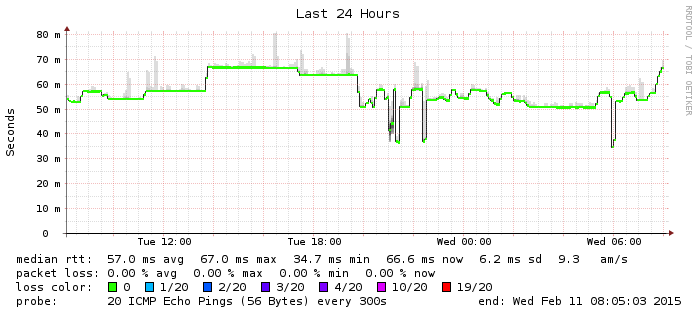 Last 24 Hours
RRDTOOL / TOBI OETIKER
Seconds
80 m
70 m
60 m
50 m
40 m
30 m
20 m
10 m
0
Tue 12:00 Tue 18:00 Wed 00:00 Wed 06:00
median rtt: 57.0 ms avg 67.0 ms max 34.7 ms min 66.6 ms now 6.2 ms sd 9.3 am/s
packet loss: 0.00 % avg 0.00 % max 0.00 % min 0.00 % now
loss color: 0 1/20 2/20 3/20 4/20 10/20 19/20
probe: 20 ICMP Echo Pings (56 Bytes) every 300s end: Wed Feb 11 08:05:03 2015